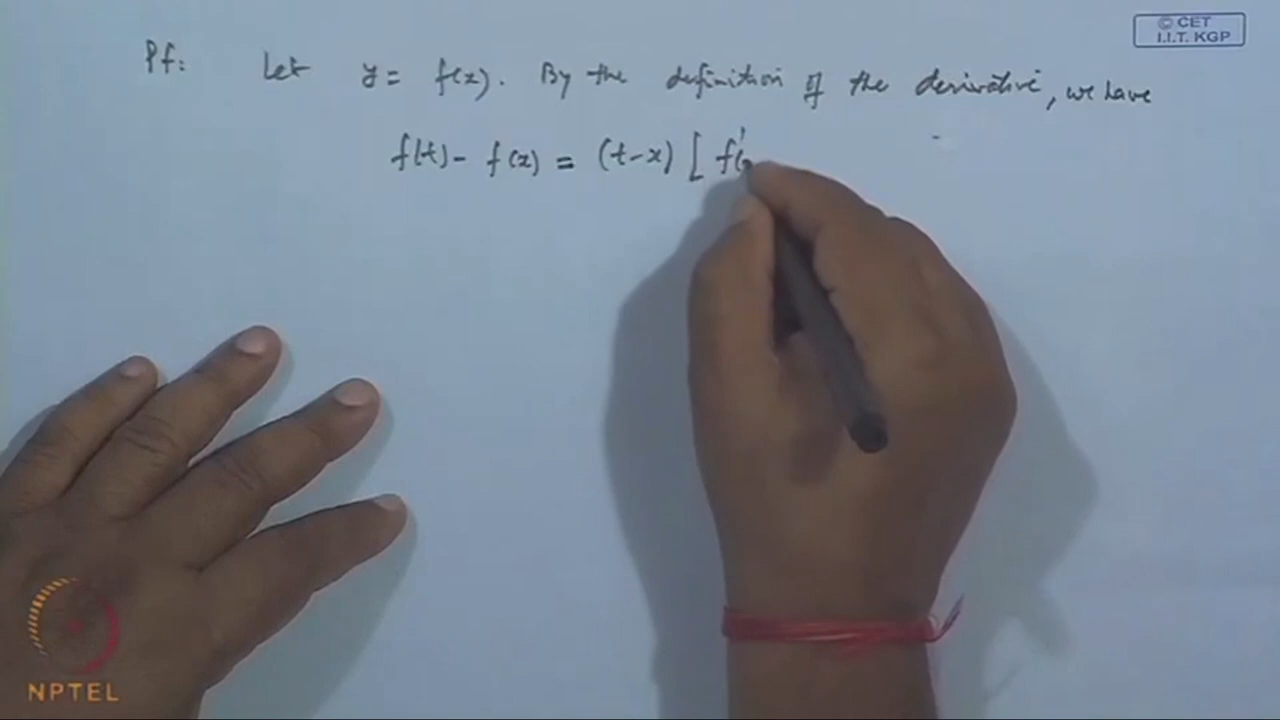 © CET
I.I.T. KGP
Pf: Let y = f(x). By the definition of the derivative, we have
f(t) - f(x) = (t-x) [ f'(
NPTEL